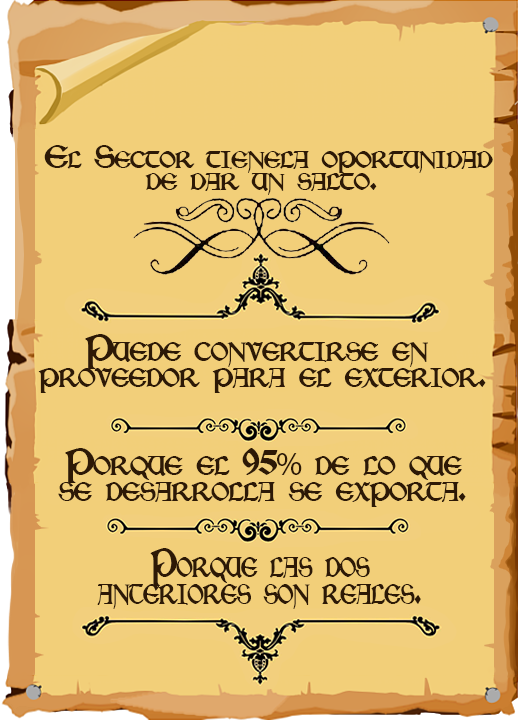 El Sector tienela oportunidad
de dar un salto.
Puede convertirse en
proveedor para el exterior.
Porque el 95% de lo que
se desarrolla se exporta.
Porque las dos
anteriores son reales.